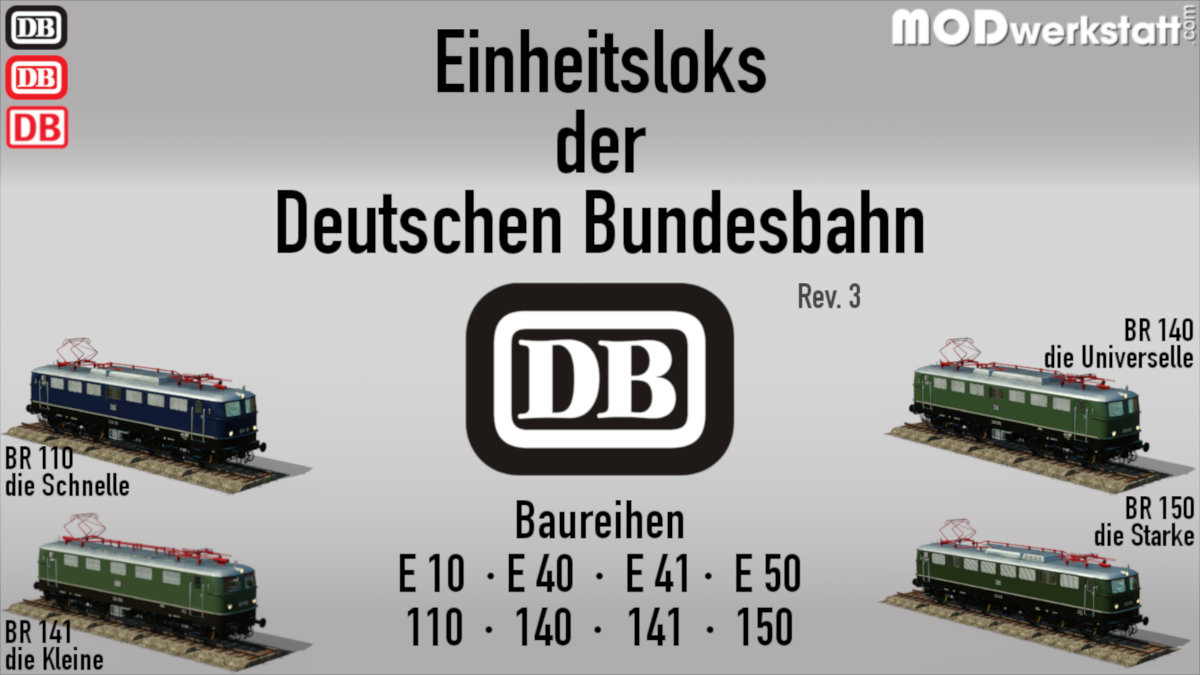 DB
DB
DB
MODwerkstatt.com
Einheitsloks
der
Deutschen Bundesbahn
Rev. 3
DB
BR 110
die Schnelle
BR 140
die Universelle
BR 141
die Kleine
BR 150
die Starke
Baureihen
E 10 · E 40 · E 41 · E 50
110 · 140 · 141 · 150